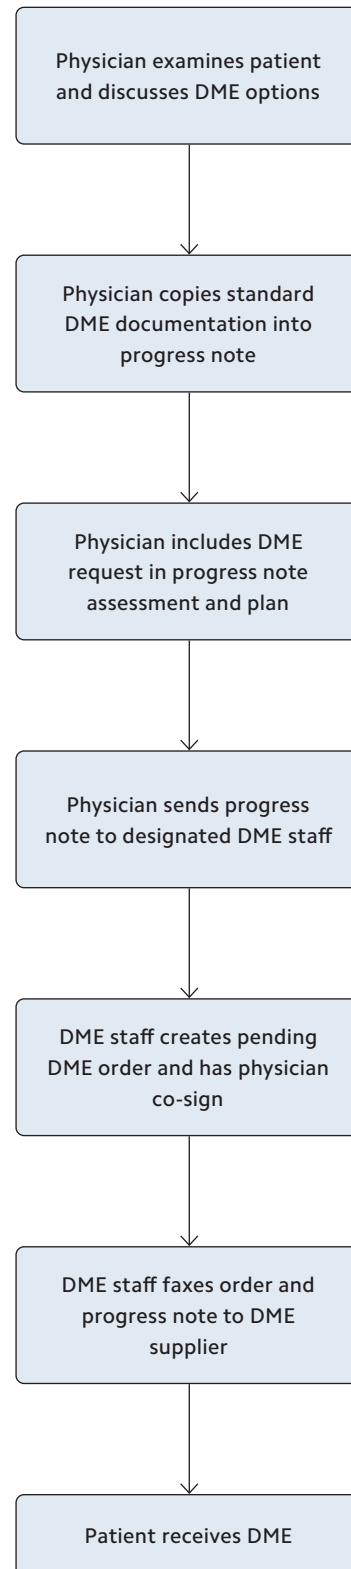 Physician examines patient
and discusses DME options
Physician copies standard
DME documentation into
progress note
Physician includes DME
request in progress note
assessment and plan
Physician sends progress
note to designated DME staff
DME staff creates pending
DME order and has physician
co-sign
DME staff faxes order and
progress note to DME
supplier
Patient receives DME